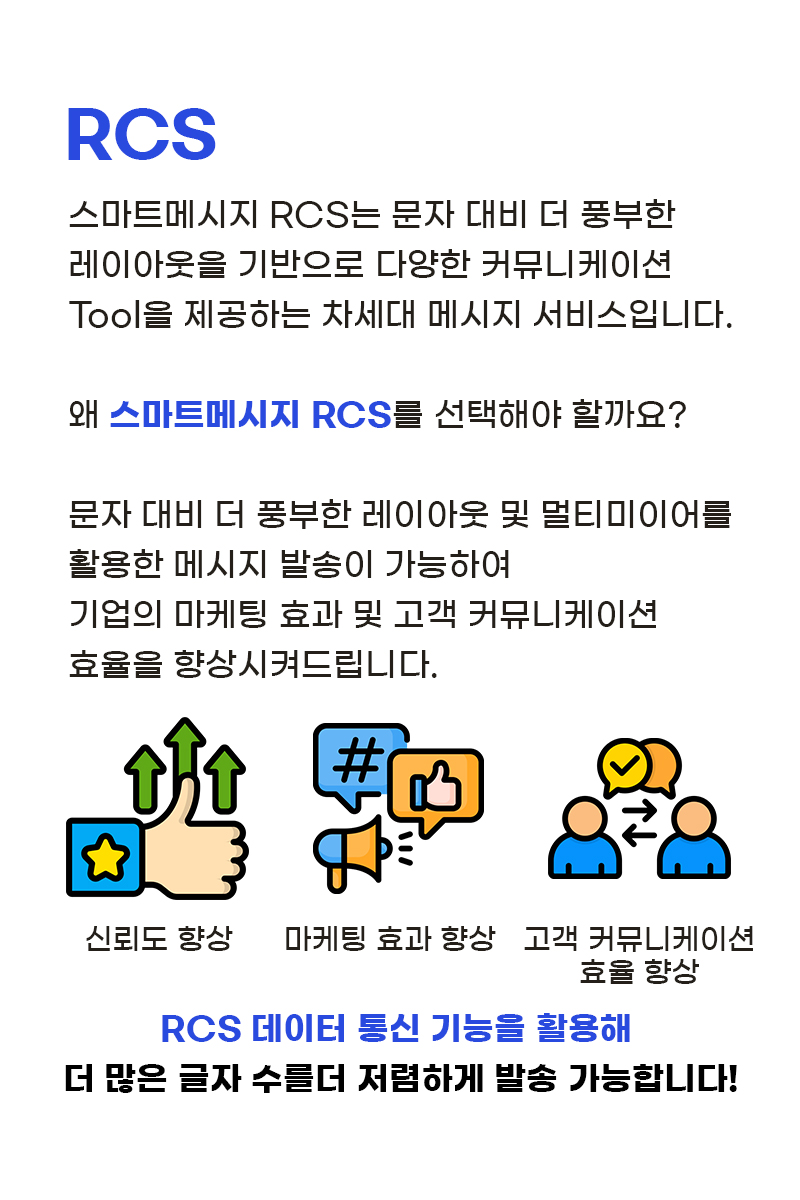 RCS
스마트메시지 RCS는 문자 대비 더 풍부한
레이아웃을 기반으로 다양한 커뮤니케이션
Tool을 제공하는 차세대 메시지 서비스입니다.
왜 스마트메시지 RCS를 선택해야 할까요?
문자 대비 더 풍부한 레이아웃 및 멀티미이어를
활용한 메시지 발송이 가능하여
기업의 마케팅 효과 및 고객 커뮤니케이션
효율을 향상시켜드립니다.
#
신뢰도 향상
마케팅 효과 향상
고객 커뮤니케이션
효율 향상
RCS 데이터 통신 기능을 활용해
더 많은 글자 수를더 저렴하게 발송 가능합니다!